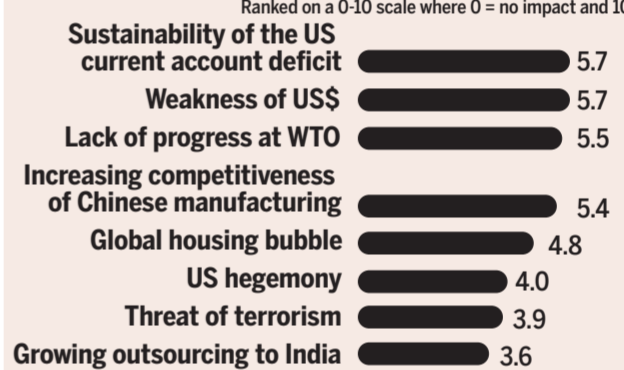 Ranked on a 0-10 scale where 0 = no impact and
Sustainability of the US
current account deficit 5.7
Weakness of US$ 5.7
Lack of progress at WTO 5.5
Increasing competitiveness
of Chinese manufacturing 5.4
Global housing bubble 4.8
US hegemony 4.0
Threat of terrorism 3.9
Growing outsourcing to India 3.6